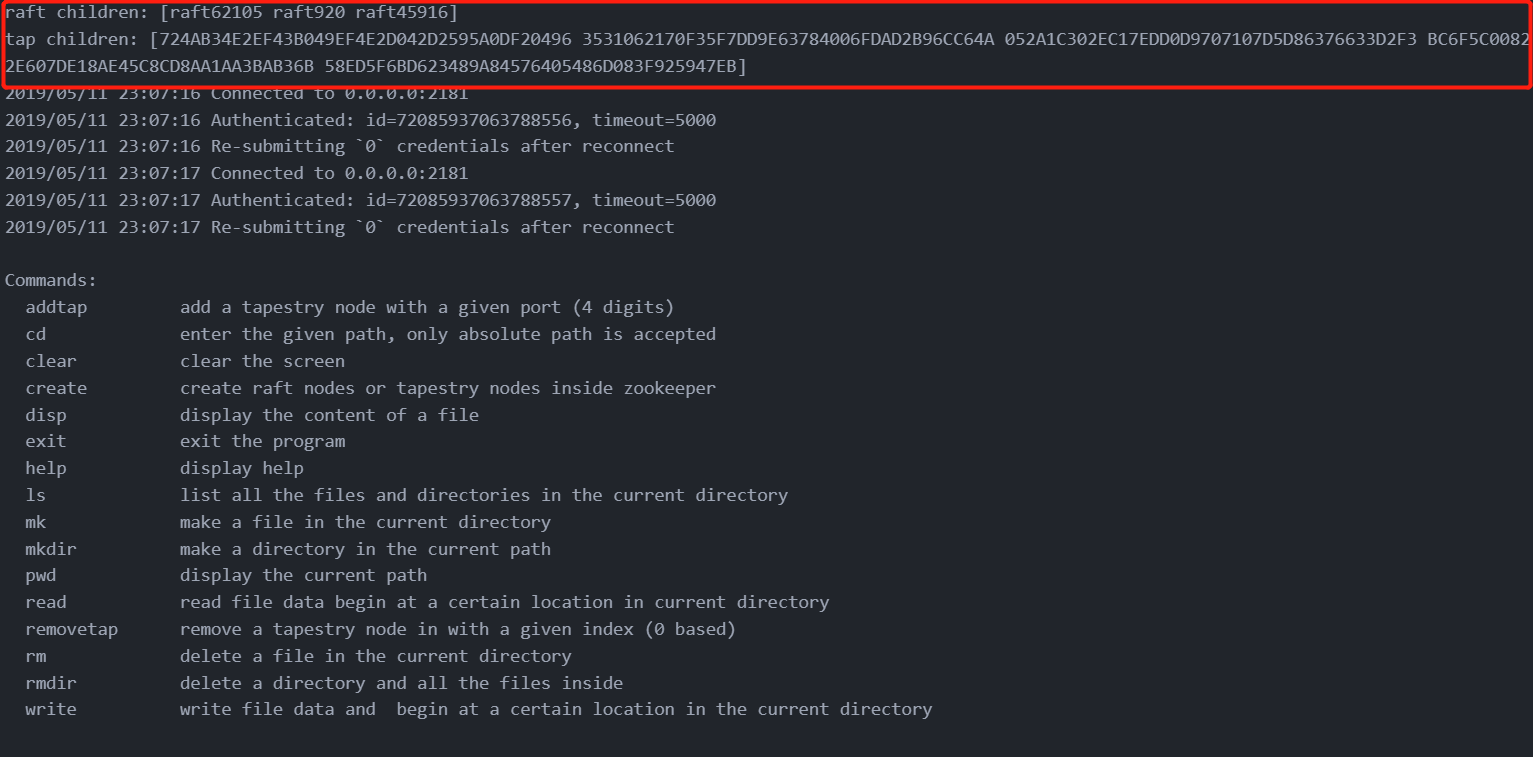 raft children: [raft62105 raft920 raft45916]
tap children: [724AB34E2EF43B049EF4E2D042D2595A0DF20496 3531062170F35F7DD9E63784006FDAD2B96CC64A 052A1C302EC17EDD0D9707107D5D86376633D2F3 BC6F5C0082
2E607DE18AE45C8CD8AA1AA3BAB36B 58ED5F6BD623489A84576405486D083F925947EB]
2019/05/11 23:07:16 Connected to 0.0.0.0:2181
2019/05/11 23:07:16 Authenticated: id=72085937063788556, timeout=5000
2019/05/11 23:07:16 Re-submitting `0` credentials after reconnect
2019/05/11 23:07:17 Connected to 0.0.0.0:2181
2019/05/11 23:07:17 Authenticated: id=72085937063788557, timeout=5000
2019/05/11 23:07:17 Re-submitting `0` credentials after reconnect
Commands:
addtap add a tapestry node with a given port (4 digits)
cd enter the given path, only absolute path is accepted
clear clear the screen
create create raft nodes or tapestry nodes inside zookeeper
disp display the content of a file
exit exit the program
help display help
ls list all the files and directories in the current directory
mk make a file in the current directory
mkdir make a directory in the current path
pwd display the current path
read read file data begin at a certain location in current directory
removetap remove a tapestry node in with a given index (0 based)
rm delete a file in the current directory
rmdir delete a directory and all the files inside
write write file data and  begin at a certain location in the current directory